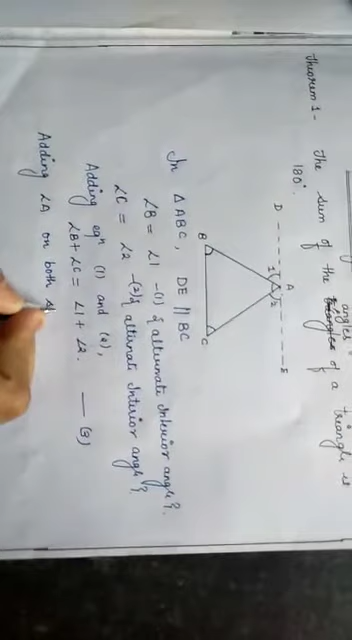 Theorem 1 - The sum of the angles of a triangle is
180°.
D A E
1 2
B C
In △ABC, DE || BC
∠B = ∠1 -(1) {alternate Interior angle}.
∠C = ∠2 -(2) {alternate Interior angle}.
Adding eqⁿ (1) and (2),
∠B+∠C = ∠1 + ∠2. — (3)
Adding ∠A on both